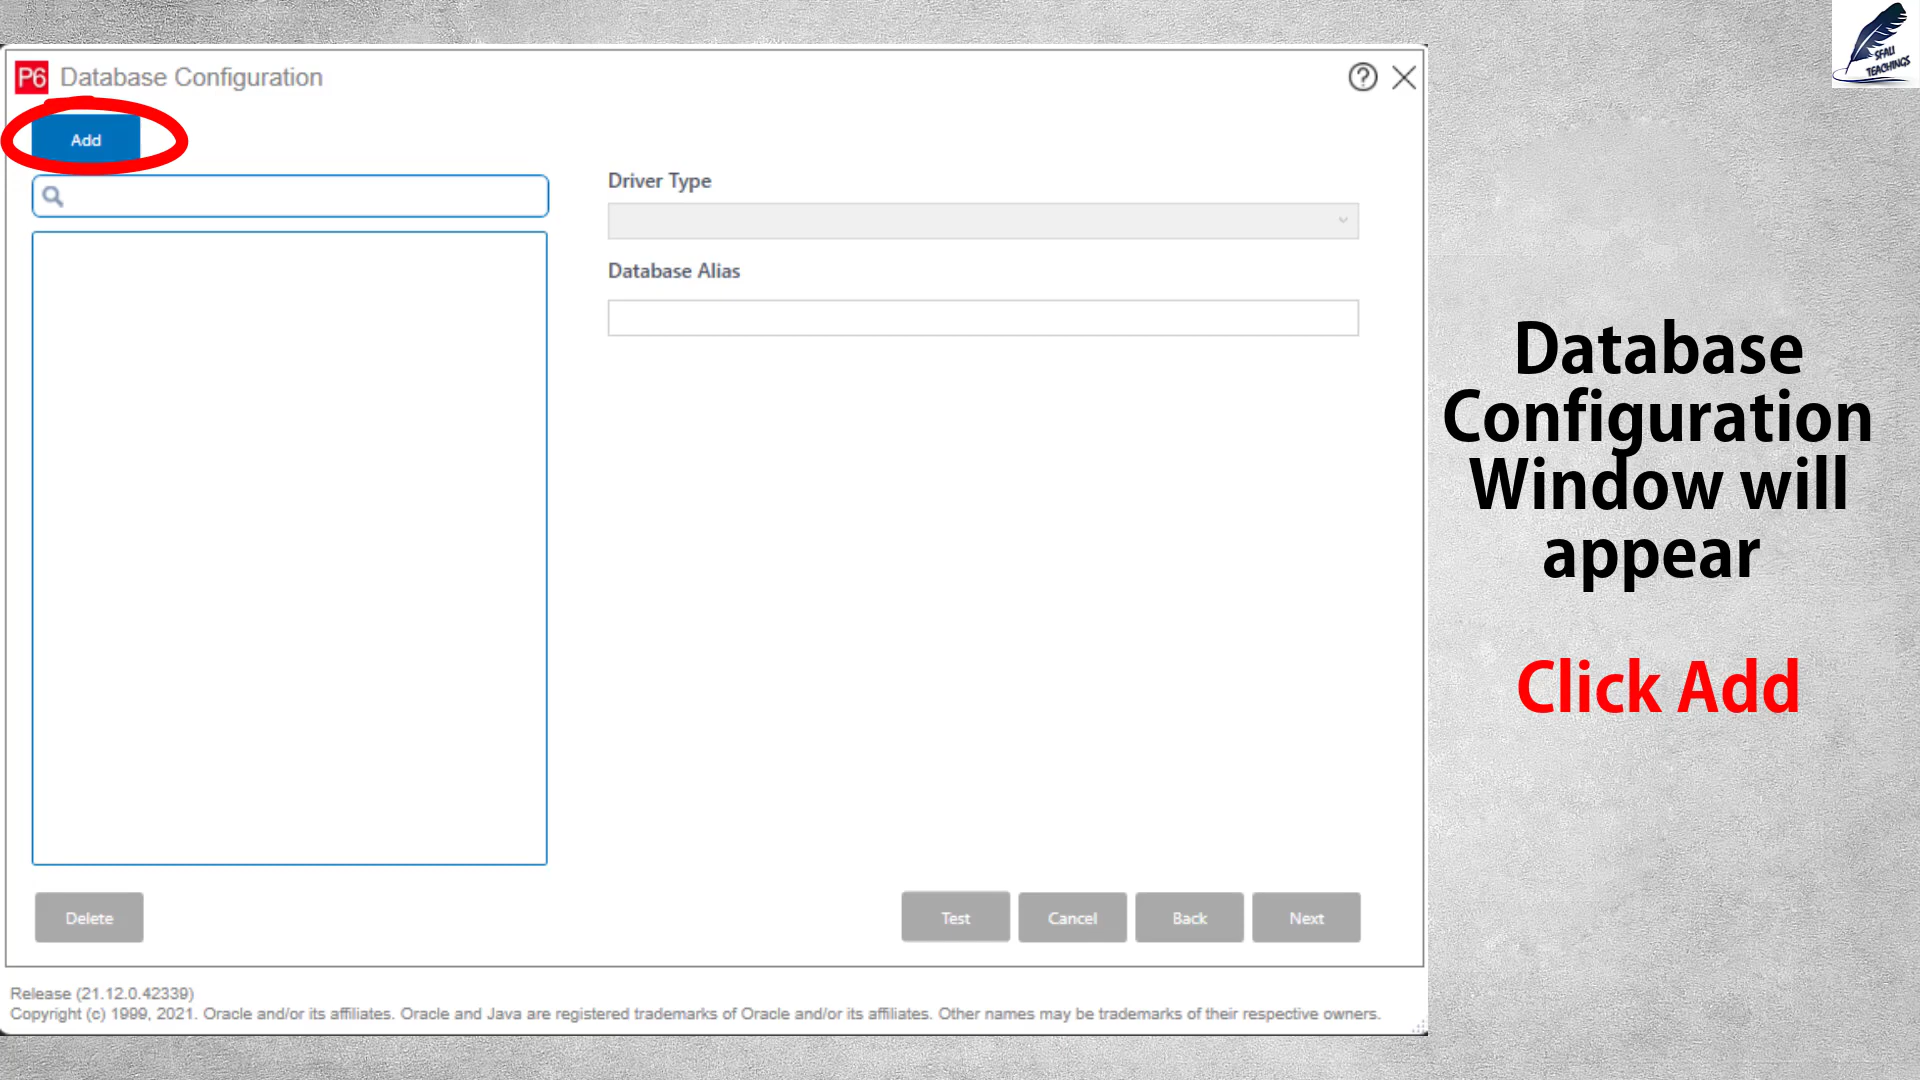 SFALI
TEACHINGS
P6 Database Configuration
Add
Driver Type
Database Alias
Delete
Test
Cancel
Back
Next
Release (21.12.0.42339)
Copyright (c) 1999, 2021. Oracle and/or its affiliates. Oracle and Java are registered trademarks of Oracle and/or its affiliates. Other names may be trademarks of their respective owners.
Database
Configuration
Window will
appear
Click Add